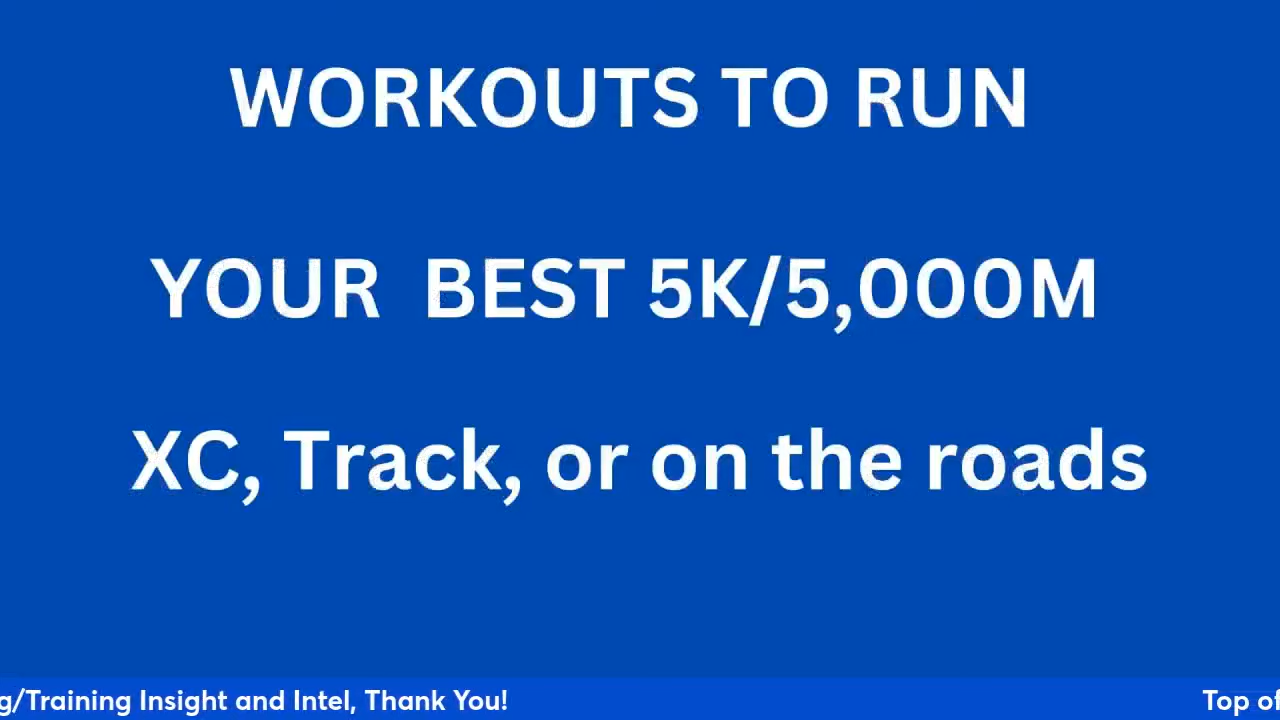 WORKOUTS TO RUN
YOUR BEST 5K/5,000M
XC, Track, or on the roads
g/Training Insight and Intel, Thank You!
Top of